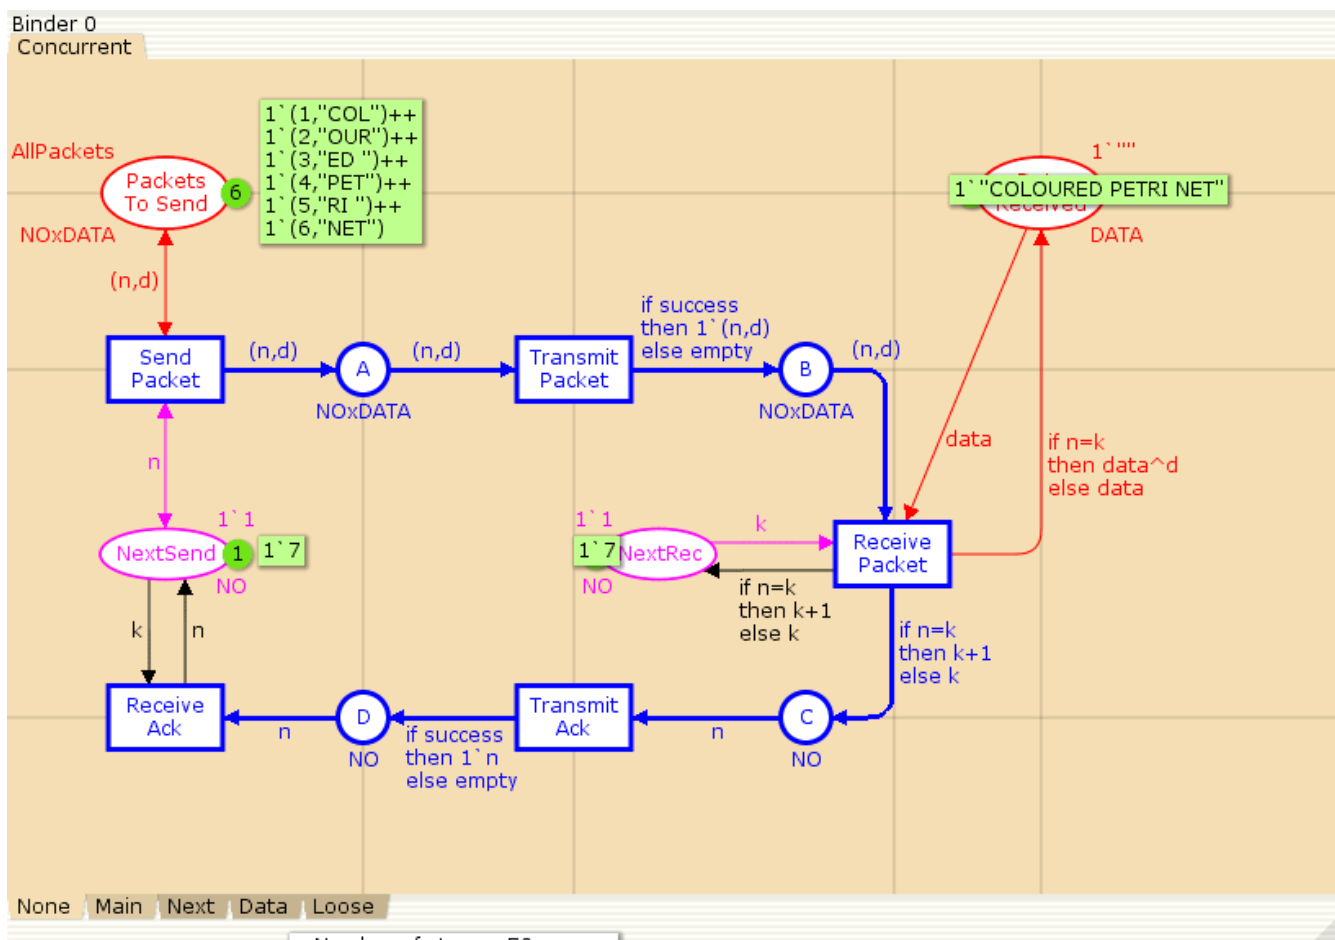 Binder 0
Concurrent
1`(1,"COL")++
1`(2,"OUR")++
1`(3,"ED ")++
1`(4,"PET")++
1`(5,"RI ")++
1`(6,"NET")
AllPackets
Packets
To Send
6
NOxDATA
(n,d)
1`""
1`"COLOURED PETRI NET"
Received
DATA
Send
Packet
(n,d)
A
NOxDATA
(n,d)
Transmit
Packet
if success
then 1`(n,d)
else empty
B
NOxDATA
(n,d)
data
if n=k
then data^d
else data
n
1`1
NextSend
1
1`7
NO
1`1
1`7
NextRec
NO
k
if n=k
then k+1
else k
Receive
Packet
if n=k
then k+1
else k
k
n
Receive
Ack
n
D
NO
if success
then 1`n
else empty
Transmit
Ack
n
C
NO
None
Main
Next
Data
Loose